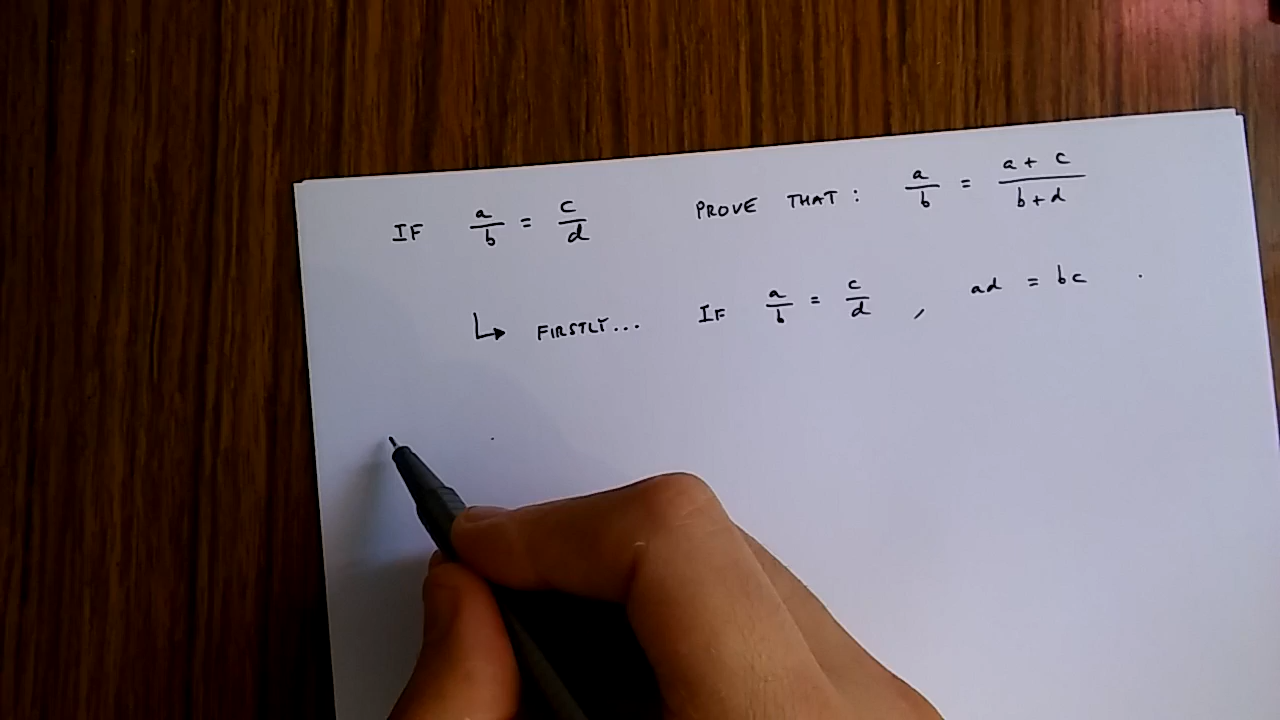 IF a/b = c/d PROVE THAT: a/b = a+c/b+d
↳ FIRSTLY... IF a/b = c/d , ad = bc